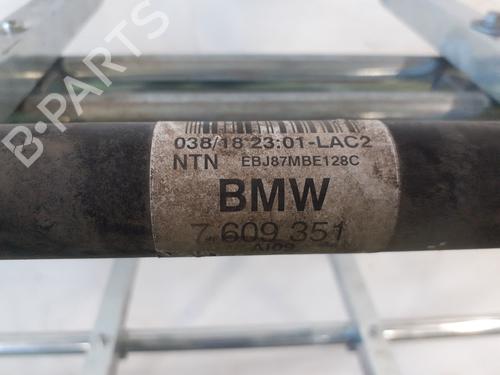 B-PARTS
038/18 23:01-LAC2
NTN EBJ87MBE128C
BMW
7 609 351